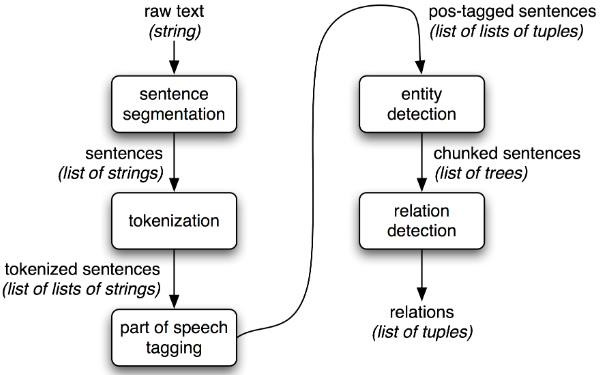 raw text
(string)
sentence
segmentation
sentences
(list of strings)
tokenization
tokenized sentences
(list of lists of strings)
part of speech
tagging
pos-tagged sentences
(list of lists of tuples)
entity
detection
chunked sentences
(list of trees)
relation
detection
relations
(list of tuples)